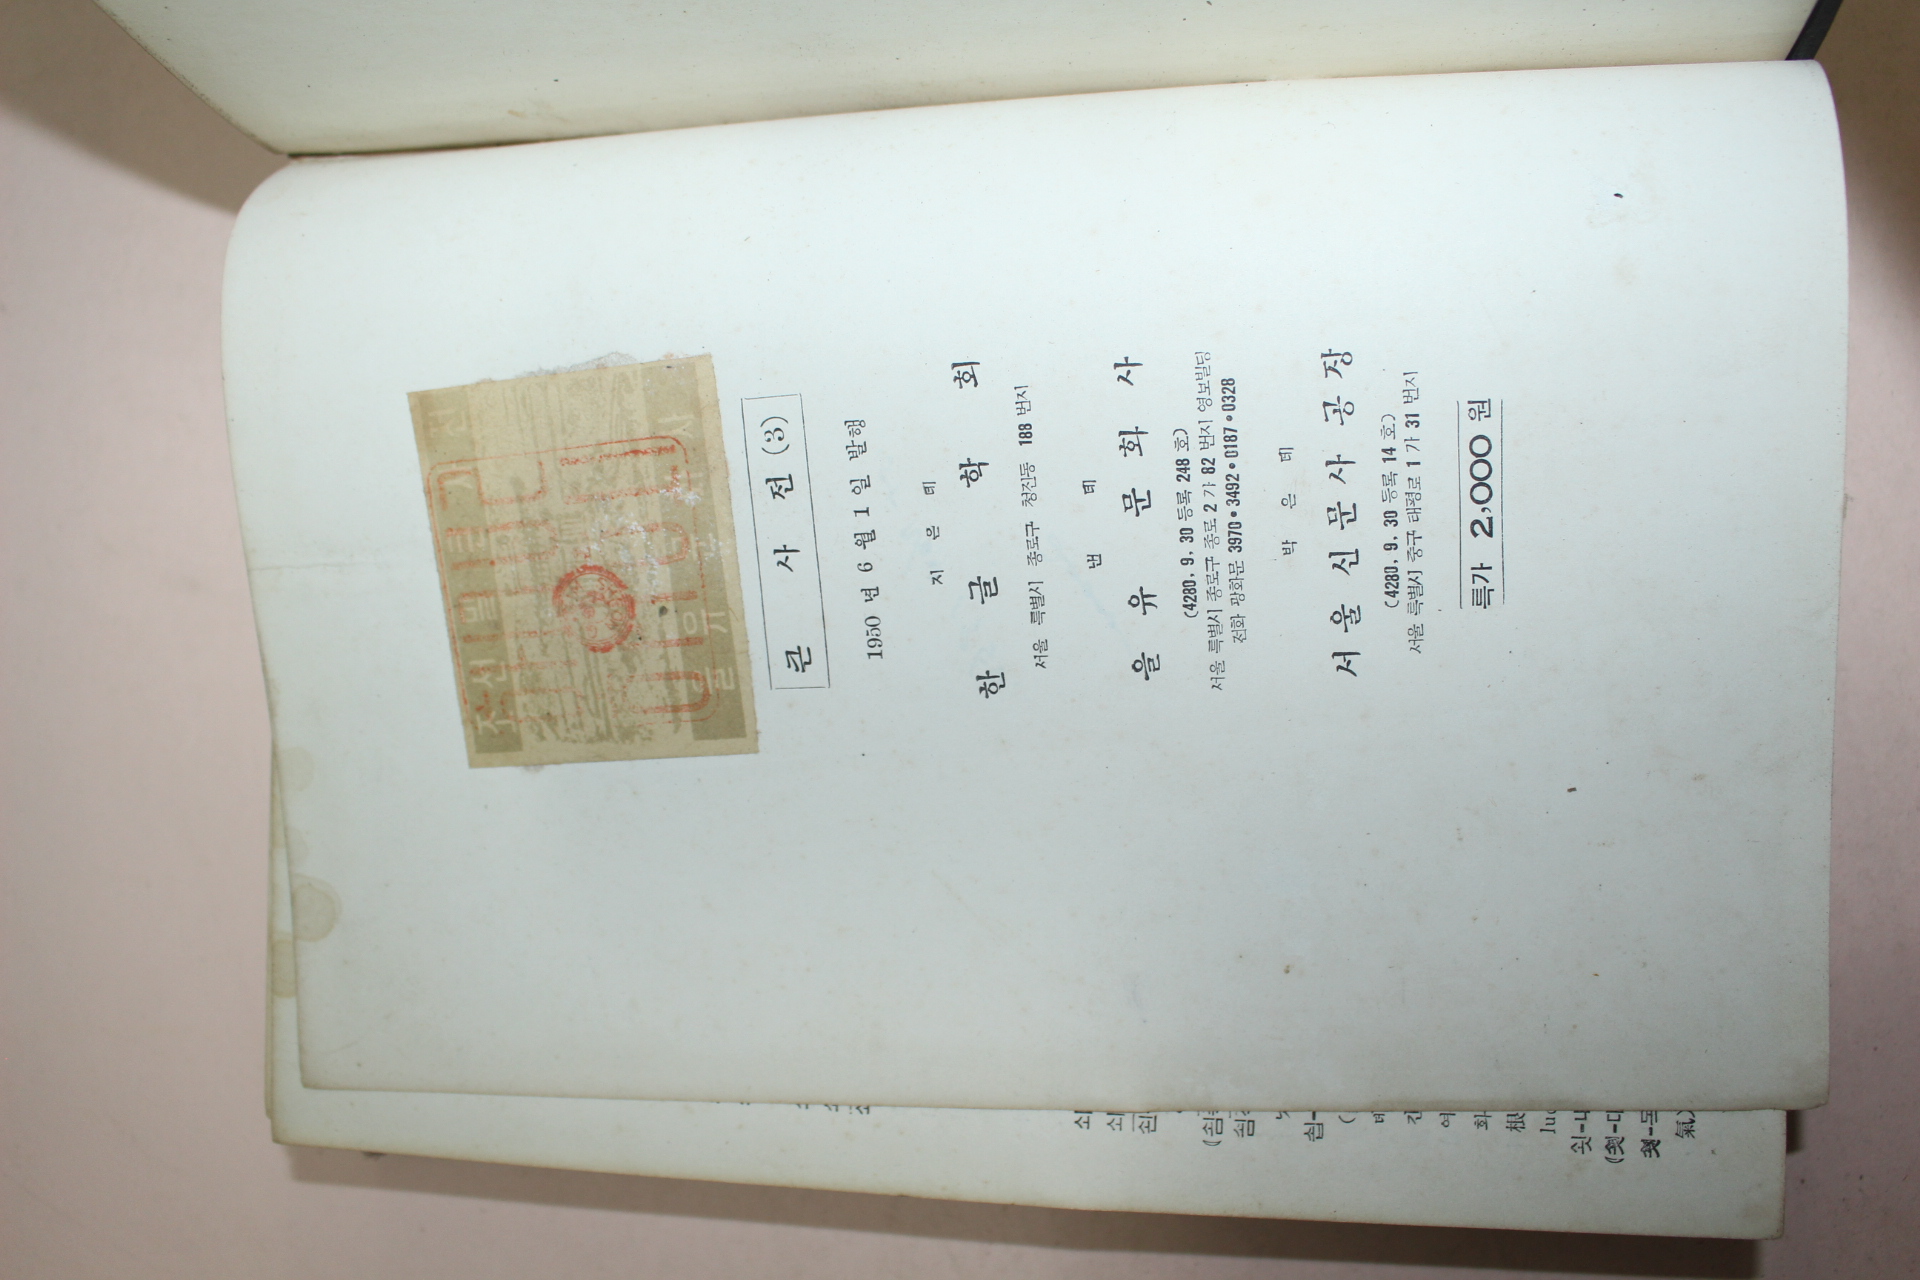 큰 사 전 (3)
1950 년 6 월 1 일 발행
지 은 데
한 글 학 회
서울 특별시 종로구 청진동 188 번지
낸 데
을 유 문 화 사
(4280. 9. 30 등록 248 호)
서울 특별시 종로구 종로 2 가 82 번지 영보빌딩
전화 광화문 3970•3492•0187•0328
박 은 데
서 울 신 문 사 공 장
(4280. 9. 30 등록 14 호)
서울 특별시 중구 태평로 1 가 31 번지
특가 2,000 원